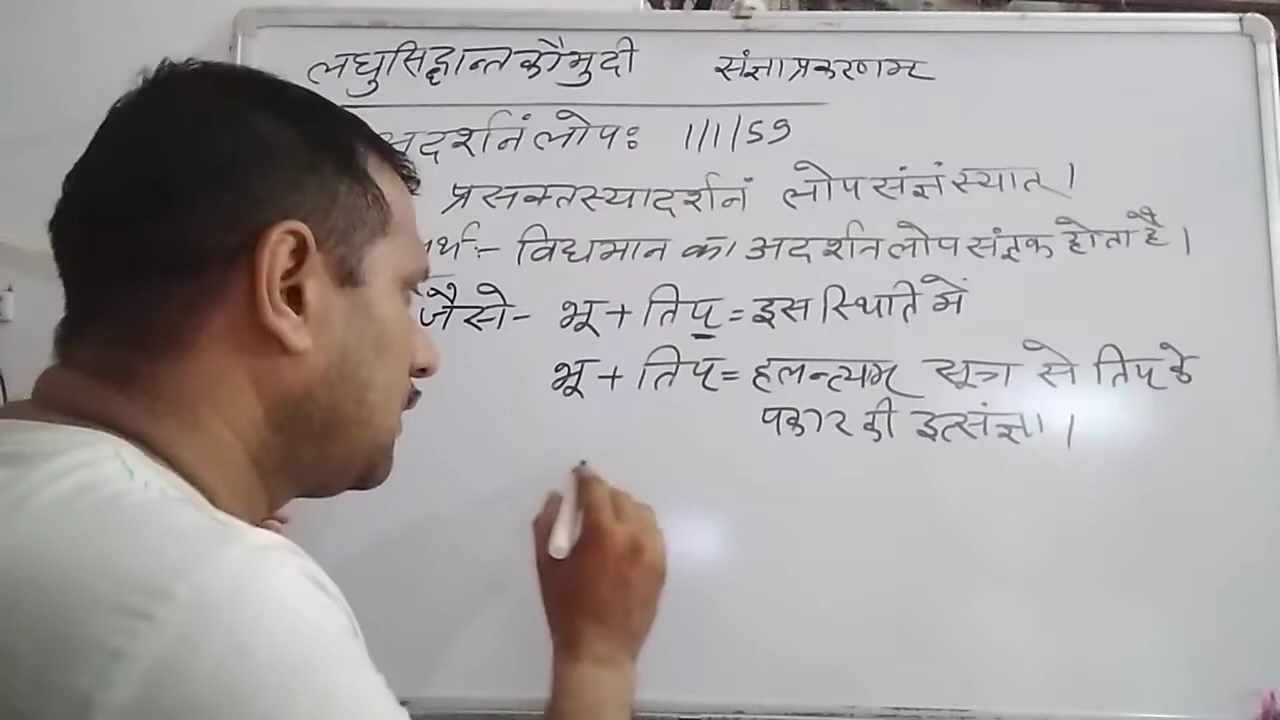 लघुसिद्धान्तकौमुदी संज्ञाप्रकरणम्
अदर्शनं लोपः 1/1/59
प्रसक्तस्यादर्शनं लोपसंज्ञं स्यात् ।
र्थ:- विद्यमान का अदर्शन लोप संज्ञक होता है ।
जैसे- भू + तिप् = इस स्थिति में
भू + तिप् = हलन्त्यम् सूत्र से तिप् के
पकार की इत्संज्ञा ।